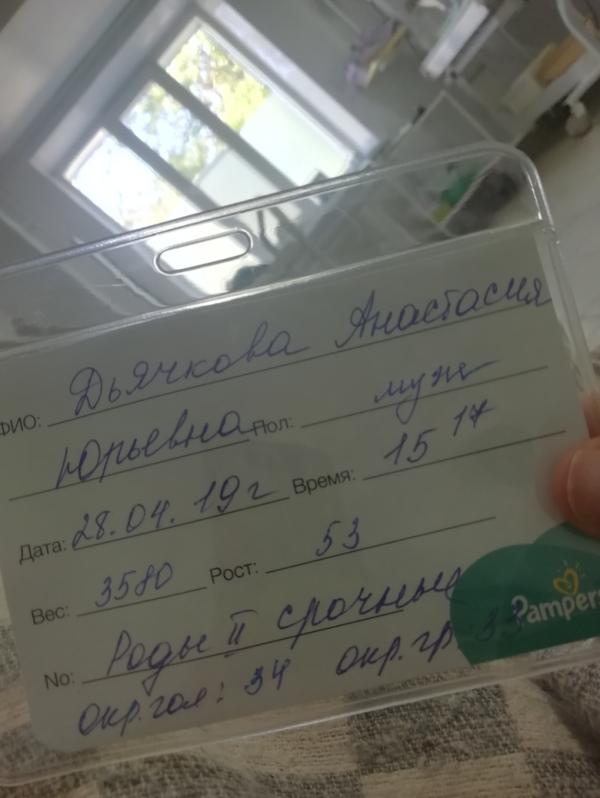 ФИО: Дьячкова Анастасия
Юрьевна Пол: муж
Дата: 28.04.19г Время: 15 17
Вес: 3580 Рост: 53
No: Роды II срочные
окр. гол: 34 окр. гр: 33
Pampers